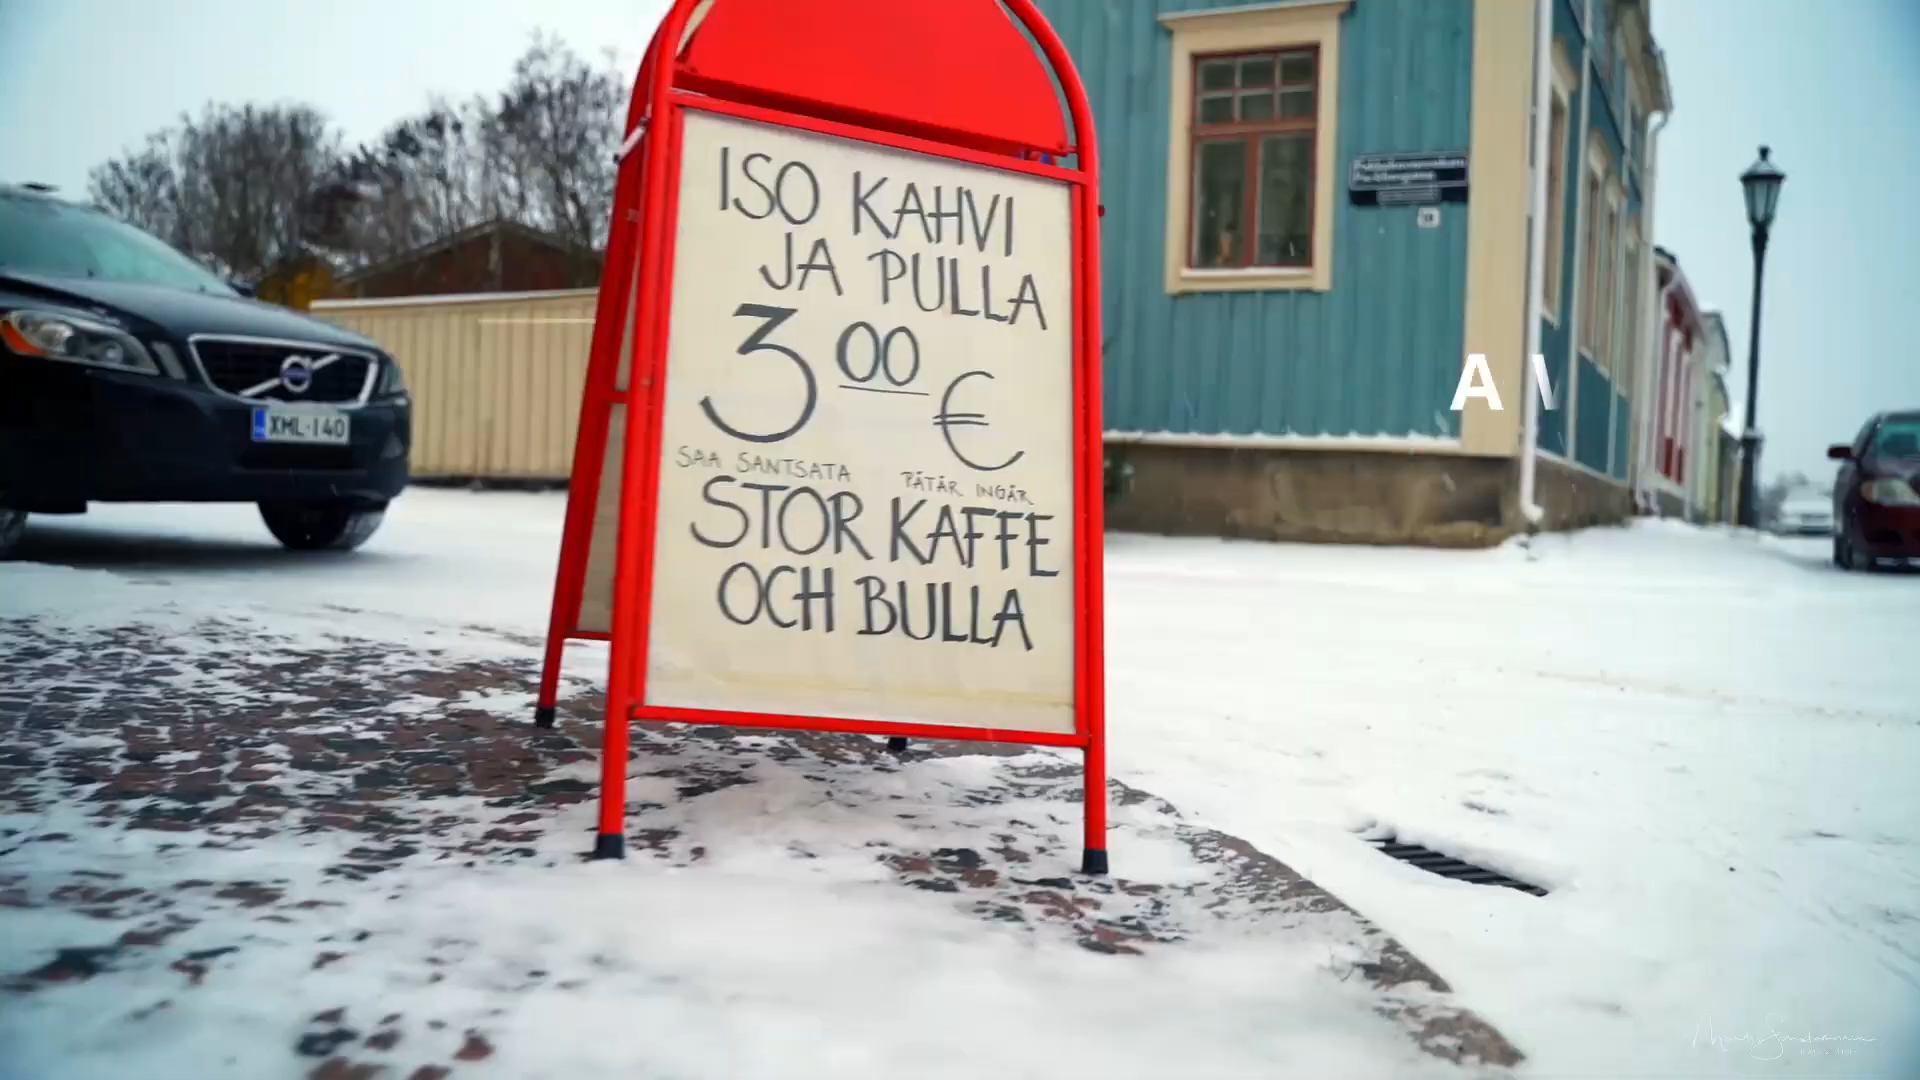 ISO KAHVI
JA PULLA
3 00 €
SAA SANTSATA
PÅTÅR INGÅR
STOR KAFFE
OCH BULLA
XML-140
A